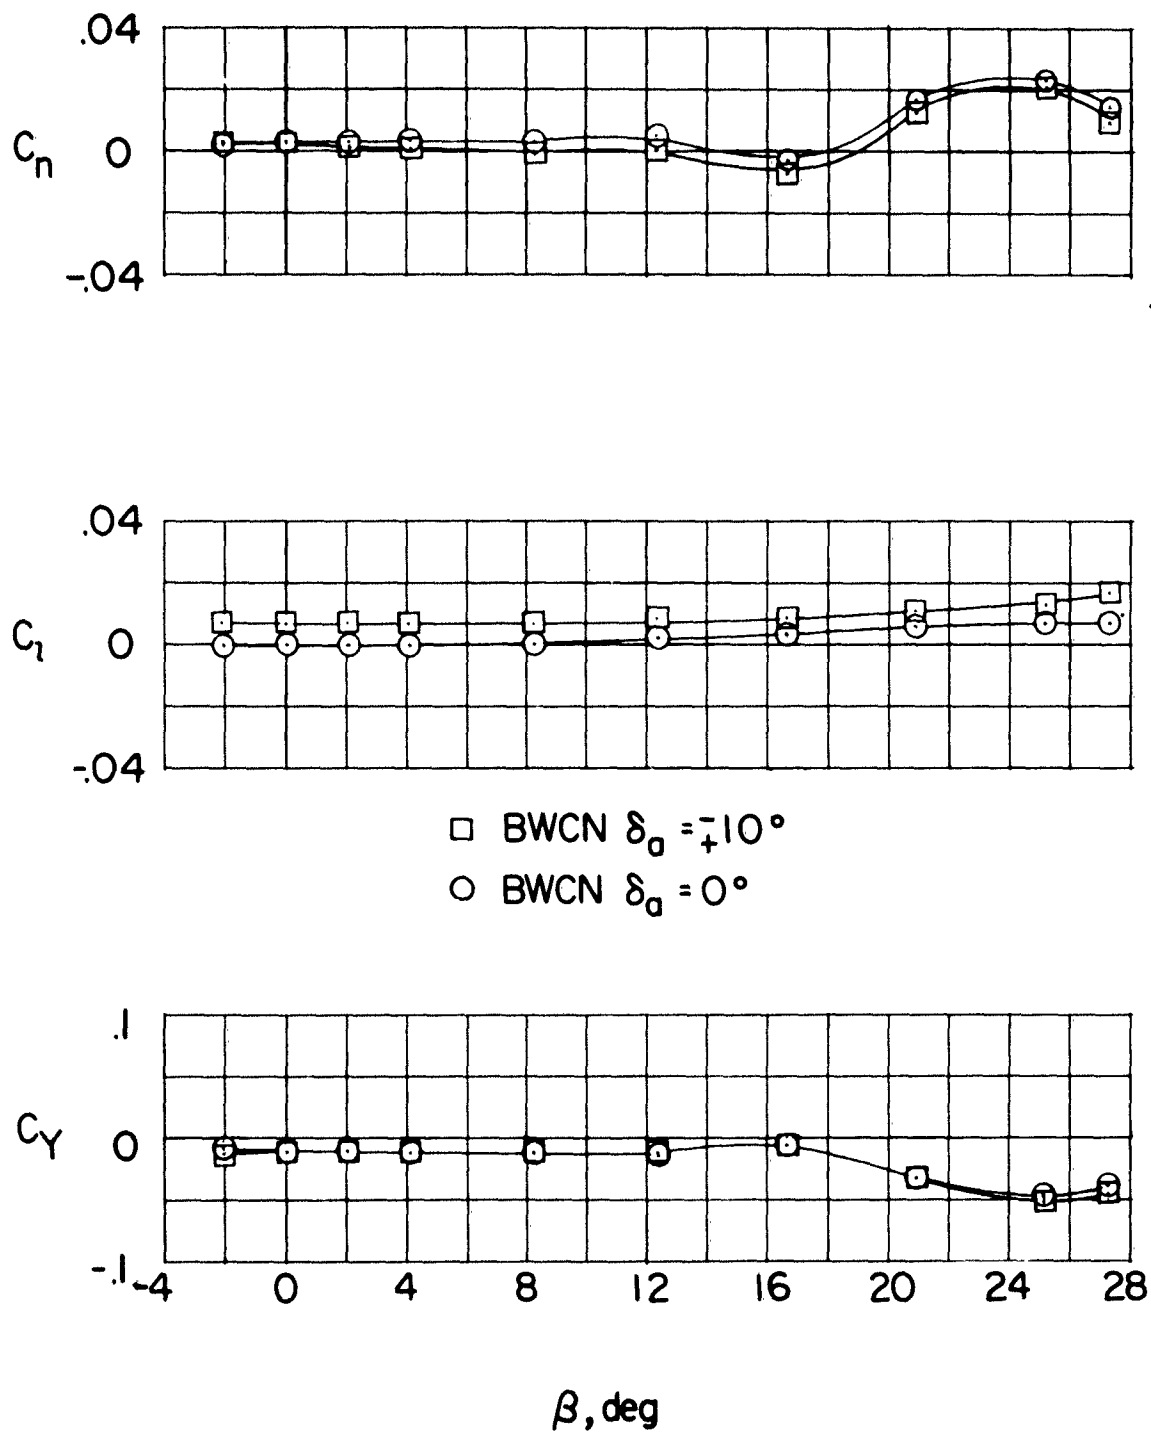 .04
Cn 0
-.04
.04
Cl 0
-.04
□ BWCN δa = ∓10°
○ BWCN δa = 0°
.1
CY 0
-.1
-4 0 4 8 12 16 20 24 28
β, deg